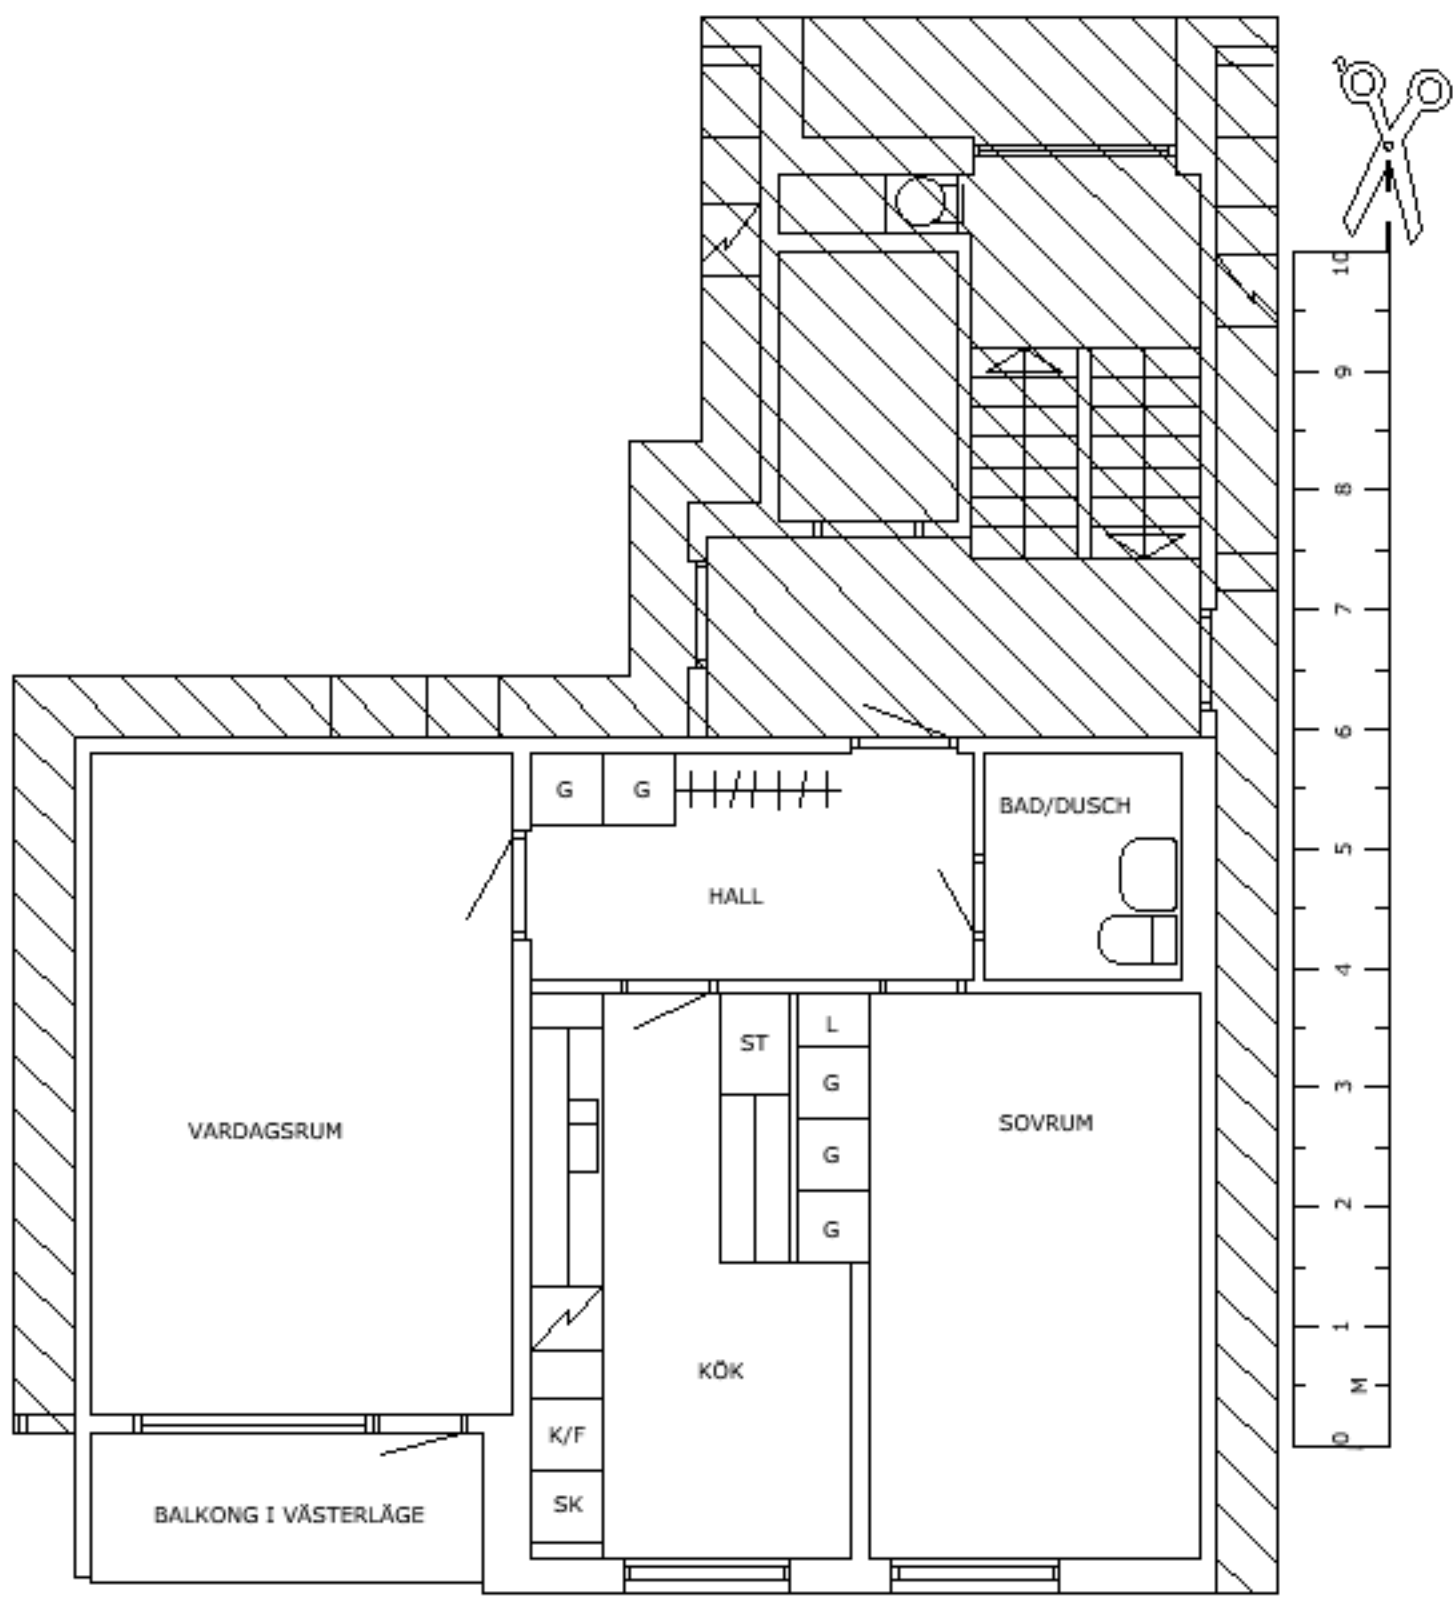 10
9
8
7
6
G G
BAD/DUSCH
5
HALL
4
L
ST
G
3
SOVRUM
VARDAGSRUM
G
2
G
1
KÖK
M
K/F
0
SK
BALKONG I VÄSTERLÄGE